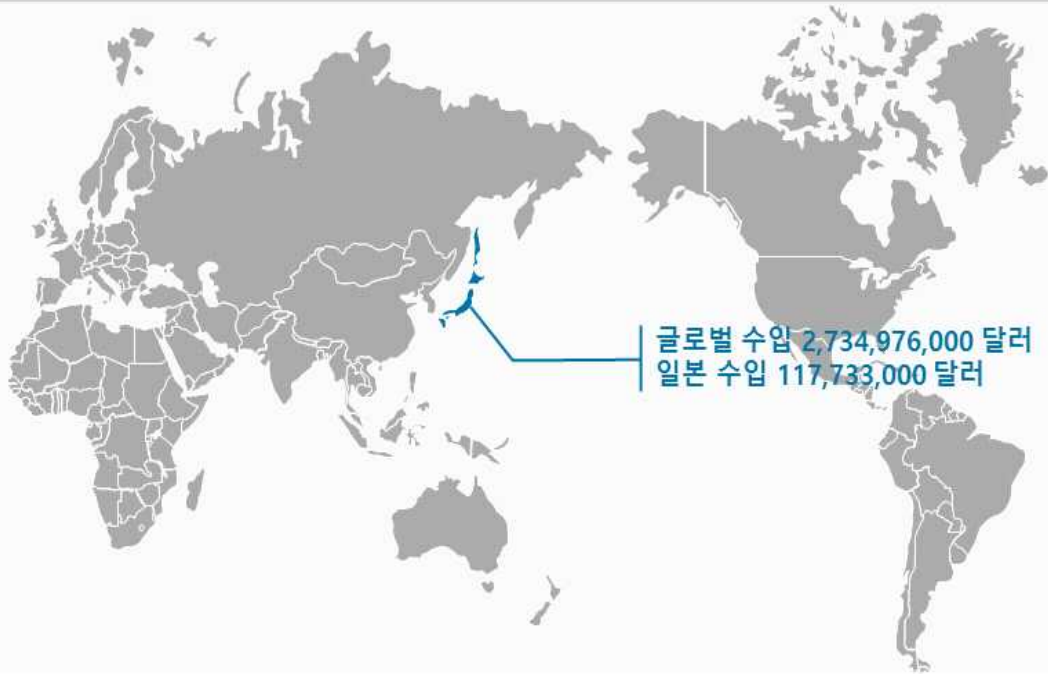 글로벌 수입 2,734,976,000 달러
일본 수입 117,733,000 달러